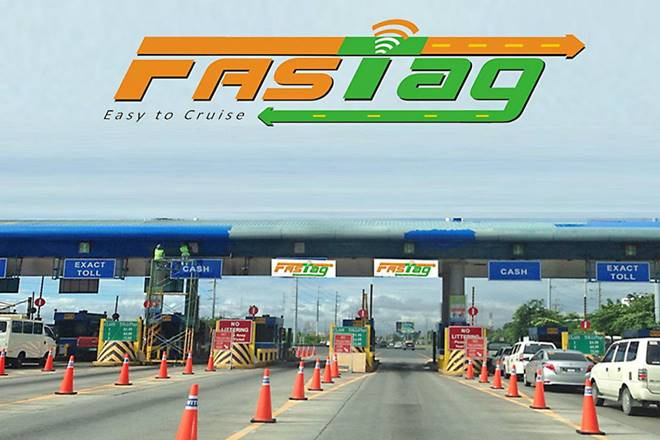 FASTag
Easy to Cruise
EXACT
TOLL
CASH
FASTag
FASTag
CASH
EXACT
TOLL
NO
LITTERING
NO
LITTERING